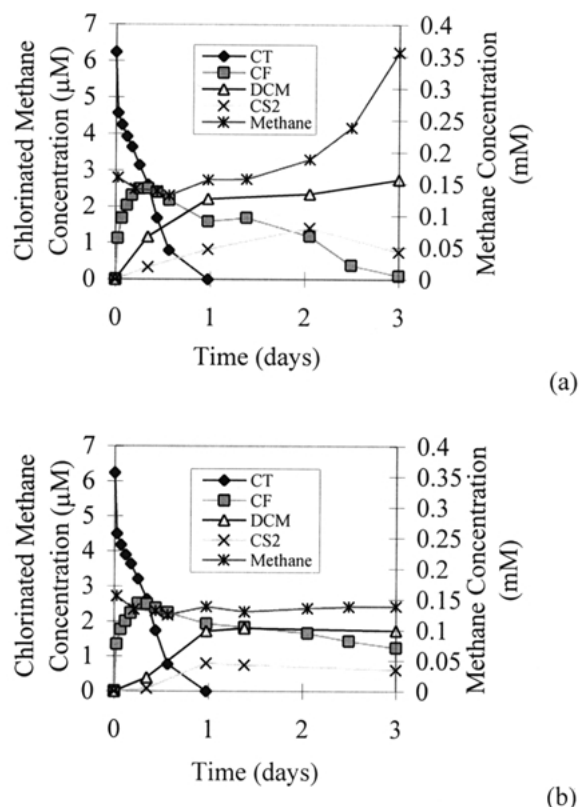 7
6
5
4
3
2
1
0
Chlorinated Methane
Concentration (µM)
CT
CF
DCM
CS2
Methane
0.4
0.35
0.3
0.25
0.2
0.15
0.1
0.05
0
Methane Concentration
(mM)
0 1 2 3
Time (days)
(a)
7
6
5
4
3
2
1
0
Chlorinated Methane
Concentration (µM)
CT
CF
DCM
CS2
Methane
0.4
0.35
0.3
0.25
0.2
0.15
0.1
0.05
0
Methane Concentration
(mM)
0 1 2 3
Time (days)
(b)